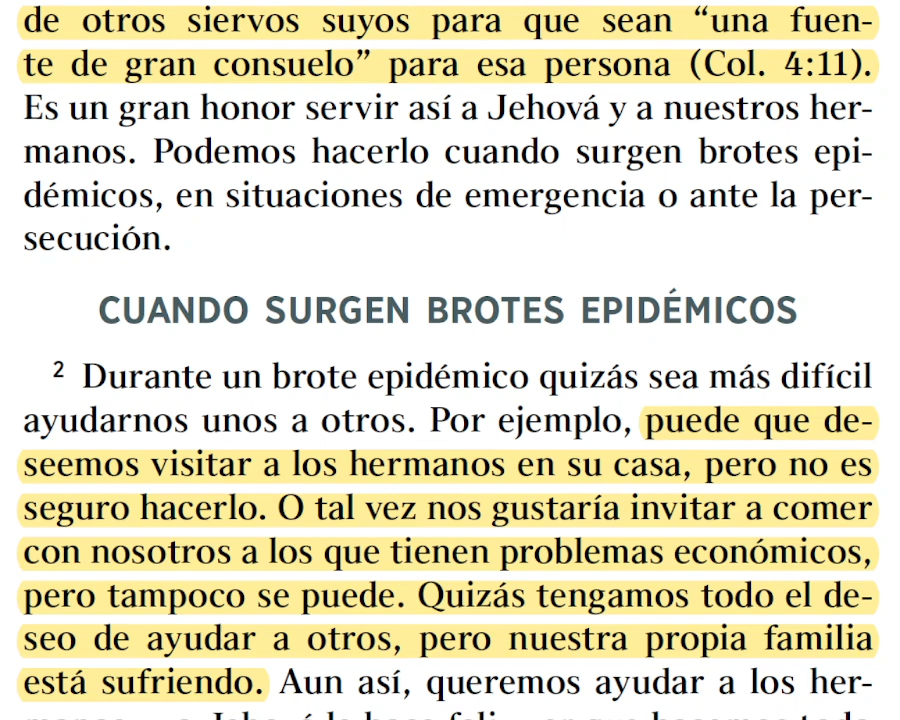 de otros siervos suyos para que sean “una fuen-
te de gran consuelo” para esa persona (Col. 4:11).
Es un gran honor servir así a Jehová y a nuestros her-
manos. Podemos hacerlo cuando surgen brotes epi-
démicos, en situaciones de emergencia o ante la per-
secución.
CUANDO SURGEN BROTES EPIDÉMICOS
2 Durante un brote epidémico quizás sea más difícil
ayudarnos unos a otros. Por ejemplo, puede que de-
seemos visitar a los hermanos en su casa, pero no es
seguro hacerlo. O tal vez nos gustaría invitar a comer
con nosotros a los que tienen problemas económicos,
pero tampoco se puede. Quizás tengamos todo el de-
seo de ayudar a otros, pero nuestra propia familia
está sufriendo. Aun así, queremos ayudar a los her-